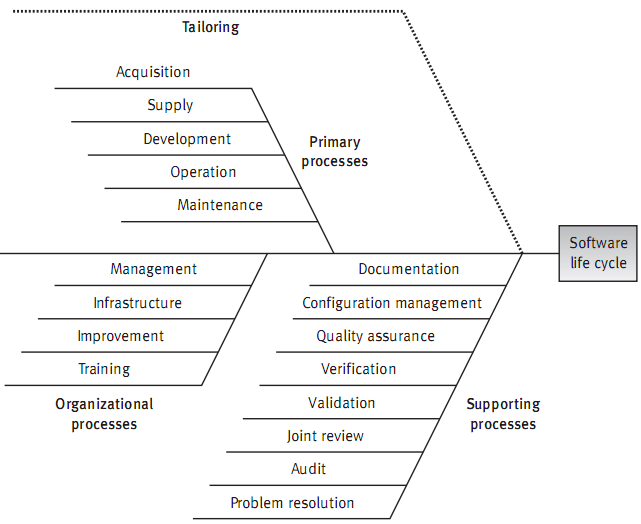 Tailoring
Acquisition
Supply
Development
Operation
Maintenance
Primary
processes
Software
life cycle
Management
Infrastructure
Improvement
Training
Organizational
processes
Documentation
Configuration management
Quality assurance
Verification
Validation
Joint review
Audit
Problem resolution
Supporting
processes